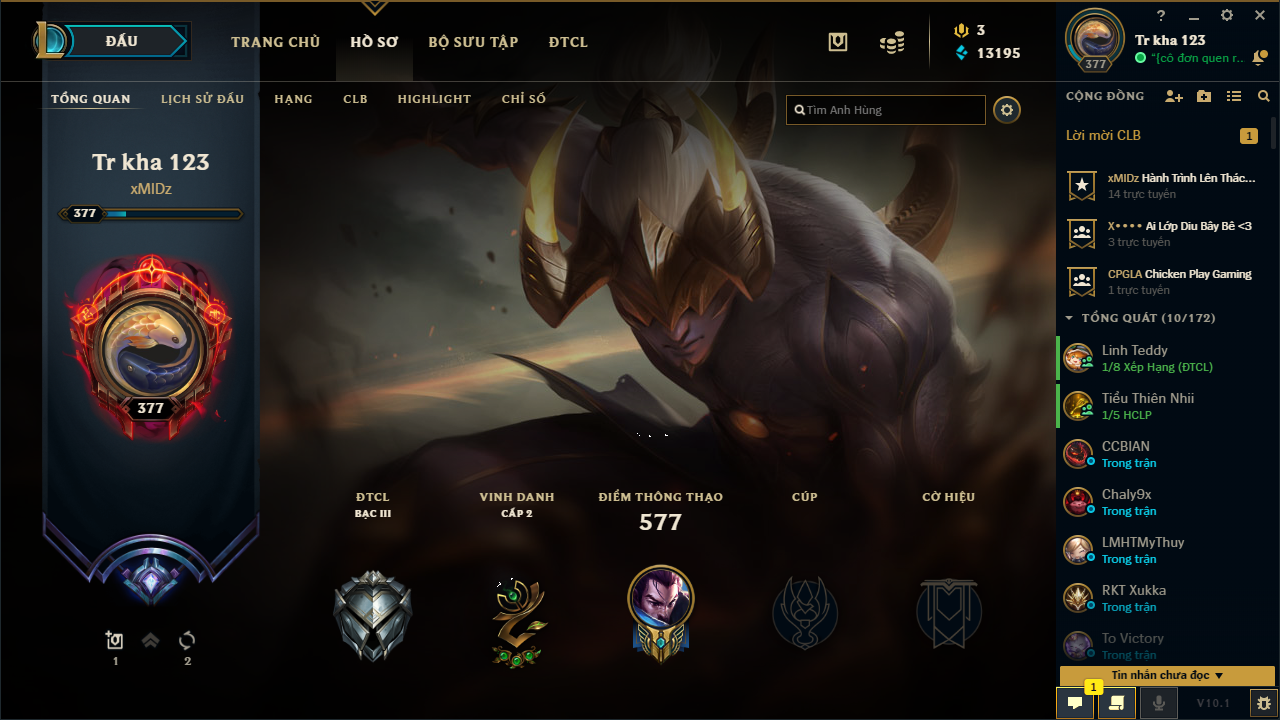 ĐẤU
TRANG CHỦ
HỒ SƠ
BỘ SƯU TẬP
ĐTCL
3
13195
?
377
Tr kha 123
“[cô đơn quen r..
TỔNG QUAN
LỊCH SỬ ĐẤU
HẠNG
CLB
HIGHLIGHT
CHỈ SỐ
Tìm Anh Hùng
Tr kha 123
xMIDz
377
377
1
2
ĐTCL
BẠC III
VINH DANH
CẤP 2
ĐIỂM THÔNG THẠO
577
CÚP
CỜ HIỆU
CỘNG ĐỒNG
Lời mời CLB
1
xMIDz Hành Trình Lên Thác...
14 trực tuyến
X•••• Ai Lớp Dìu Bây Bê <3
3 trực tuyến
CPGLA Chicken Play Gaming
1 trực tuyến
TỔNG QUÁT (10/172)
Linh Teddy
1/8 Xếp Hạng (ĐTCL)
Tiểu Thiên Nhii
1/5 HCLP
CCBIAN
Trong trận
Chaly9x
Trong trận
LMHTMyThuy
Trong trận
RKT Xukka
Trong trận
To Victory
Trong trận
Tin nhắn chưa đọc
1
V10.1